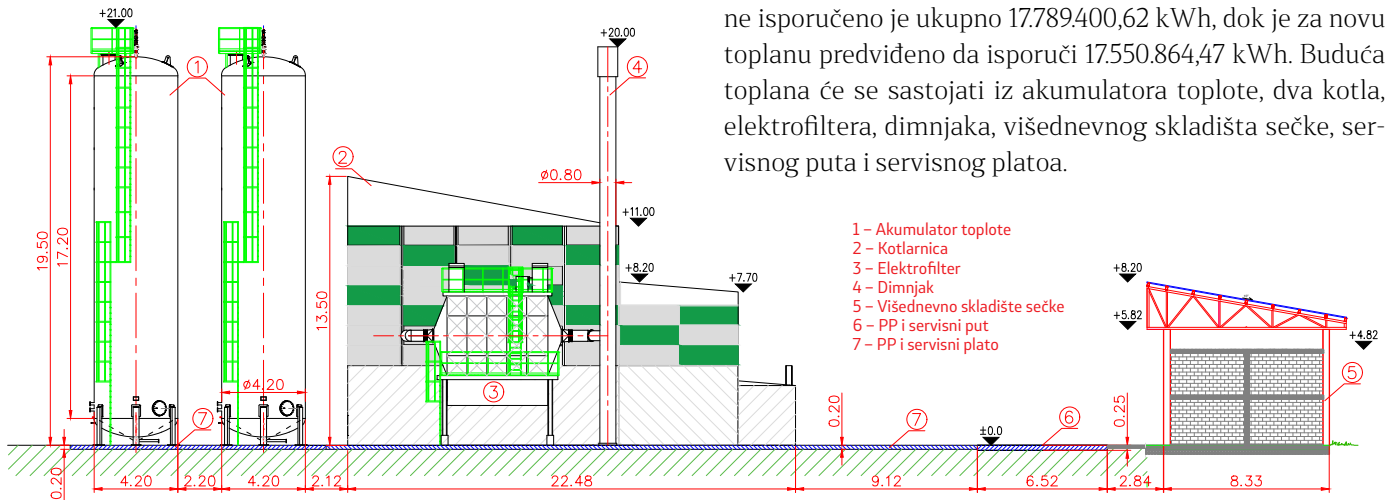 ne isporučeno je ukupno 17.789.400,62 kWh, dok je za novu
toplanu predviđeno da isporuči 17.550.864,47 kWh. Buduća
toplana će se sastojati iz akumulatora toplote, dva kotla,
elektrofiltera, dimnjaka, višednevnog skladišta sečke, ser-
visnog puta i servisnog platoa.
+21.00
+20.00
1
4
2
ø0.80
19.50
17.20
13.50
+11.00
+8.20
+7.70
1 – Akumulator toplote
2 – Kotlarnica
3 – Elektrofilter
4 – Dimnjak
5 – Višednevno skladište sečke
6 – PP i servisni put
7 – PP i servisni plato
+8.20
+5.82
+4.82
ø4.20
3
5
7
0.20
7
±0.0
6
0.25
0.20
4.20
2.20
4.20
2.12
22.48
9.12
6.52
2.84
8.33